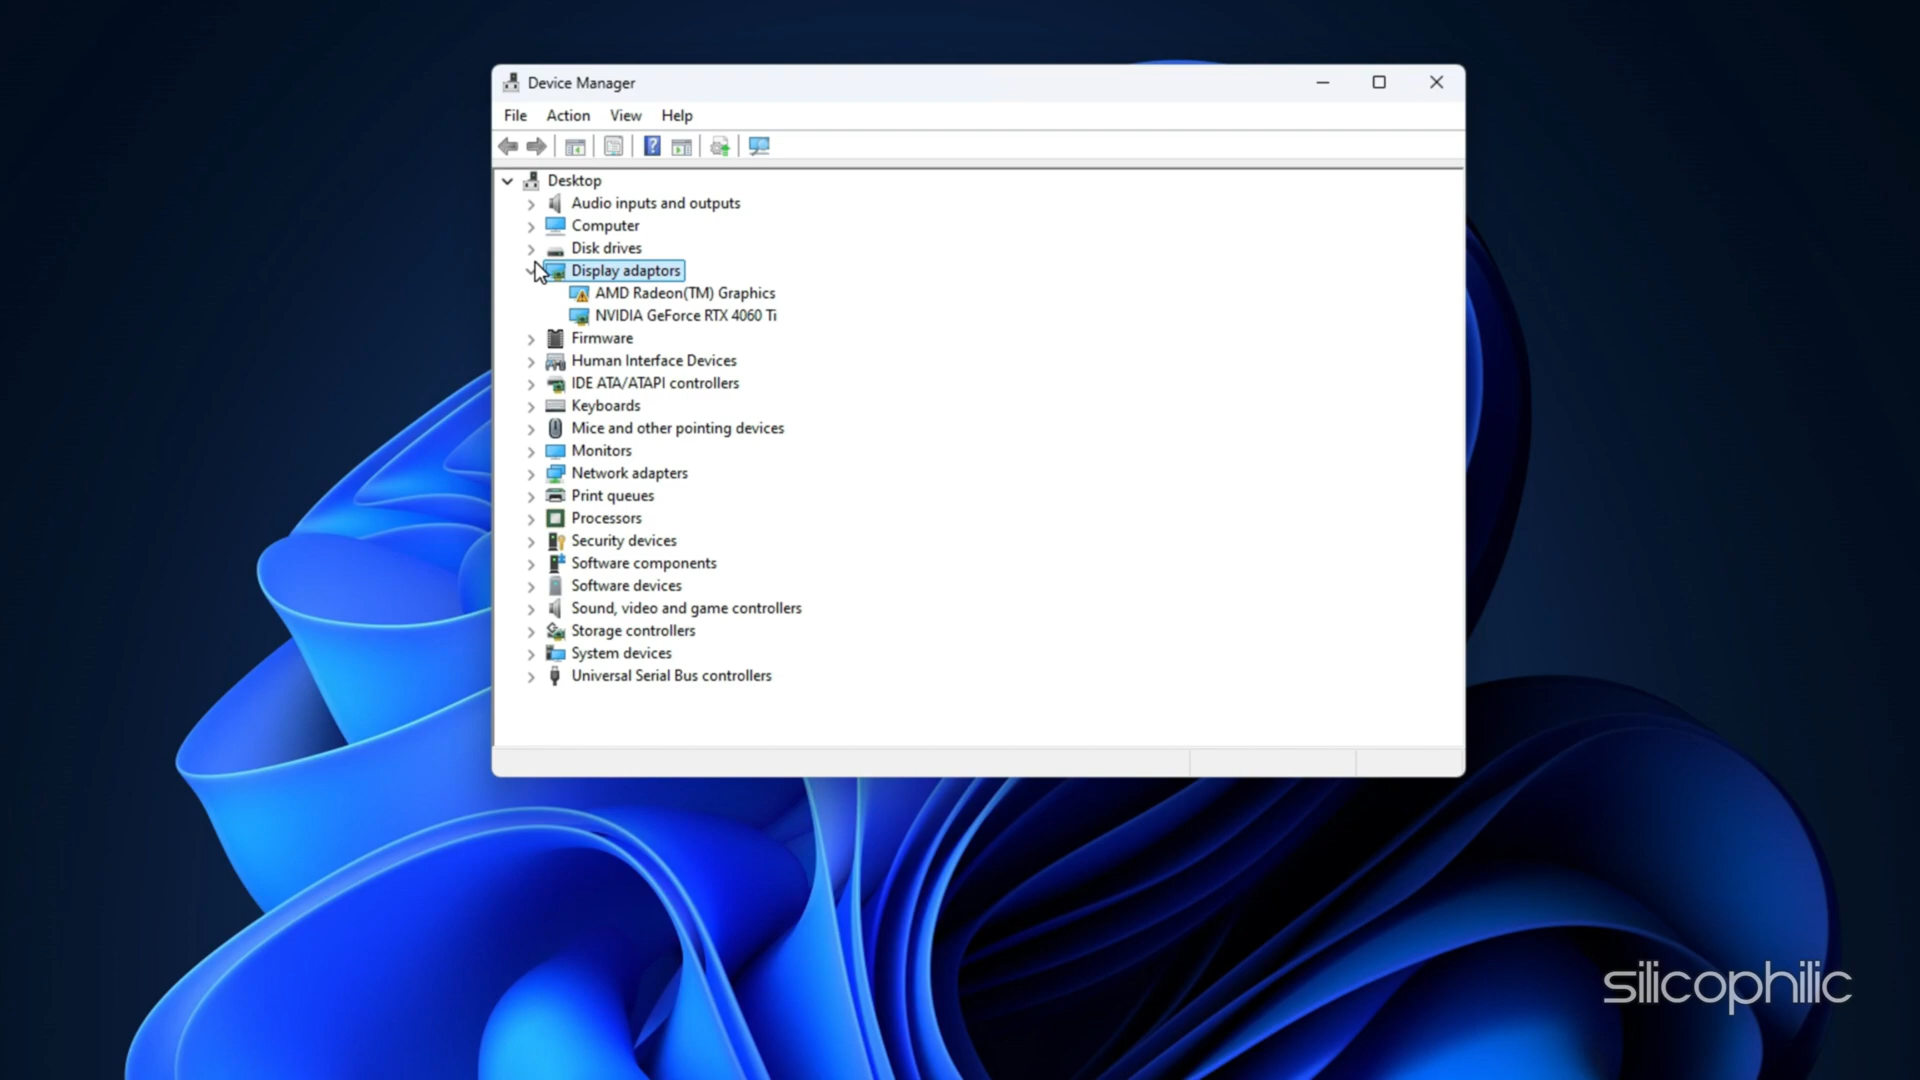 Device Manager
File Action View Help
?
Desktop
Audio inputs and outputs
Computer
Disk drives
Display adaptors
AMD Radeon(TM) Graphics
NVIDIA GeForce RTX 4060 Ti
Firmware
Human Interface Devices
IDE ATA/ATAPI controllers
Keyboards
Mice and other pointing devices
Monitors
Network adapters
Print queues
Processors
Security devices
Software components
Software devices
Sound, video and game controllers
Storage controllers
System devices
Universal Serial Bus controllers
silicophilic